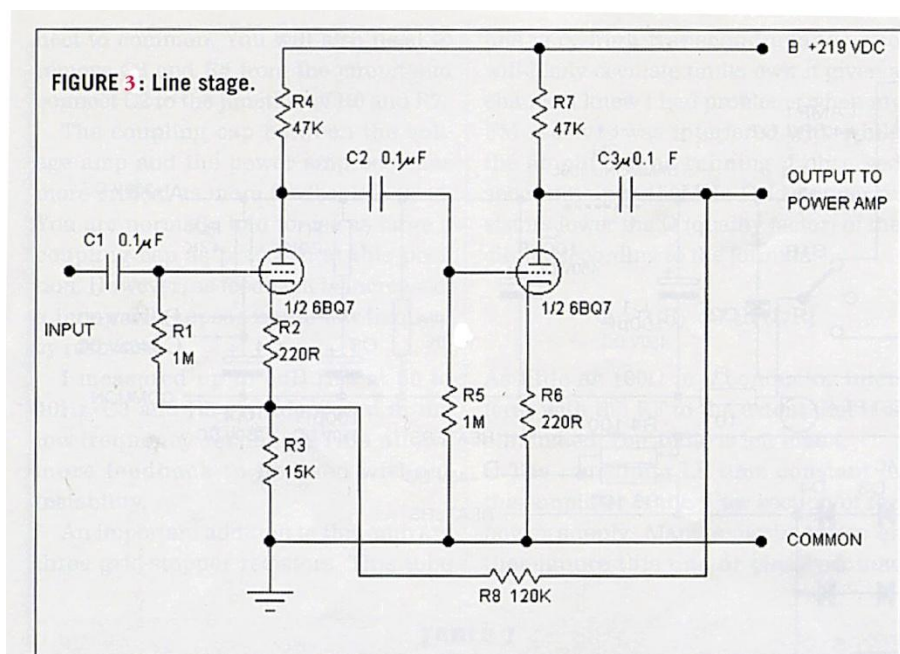 FIGURE 3: Line stage.
B +219 VDC
R4
47K
R7
47K
C2 0.1μF
C3μ0.1
OUTPUT TO
POWER AMP
C1 0.1μF
1/2 6BQ7
1/2 6BQ7
INPUT
R1
1M
R2
220R
R5
1M
R6
220R
R3
15K
COMMON
R8 120K